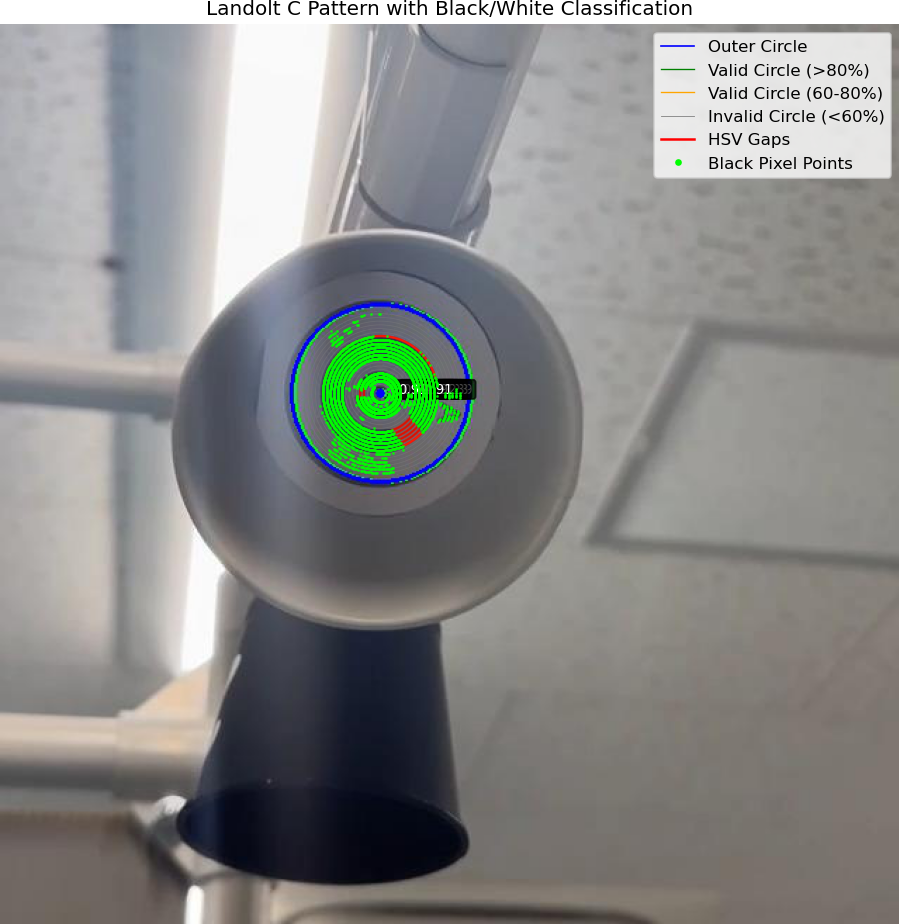 Landolt C Pattern with Black/White Classification
Outer Circle
Valid Circle (>80%)
Valid Circle (60-80%)
Invalid Circle (<60%)
HSV Gaps
Black Pixel Points